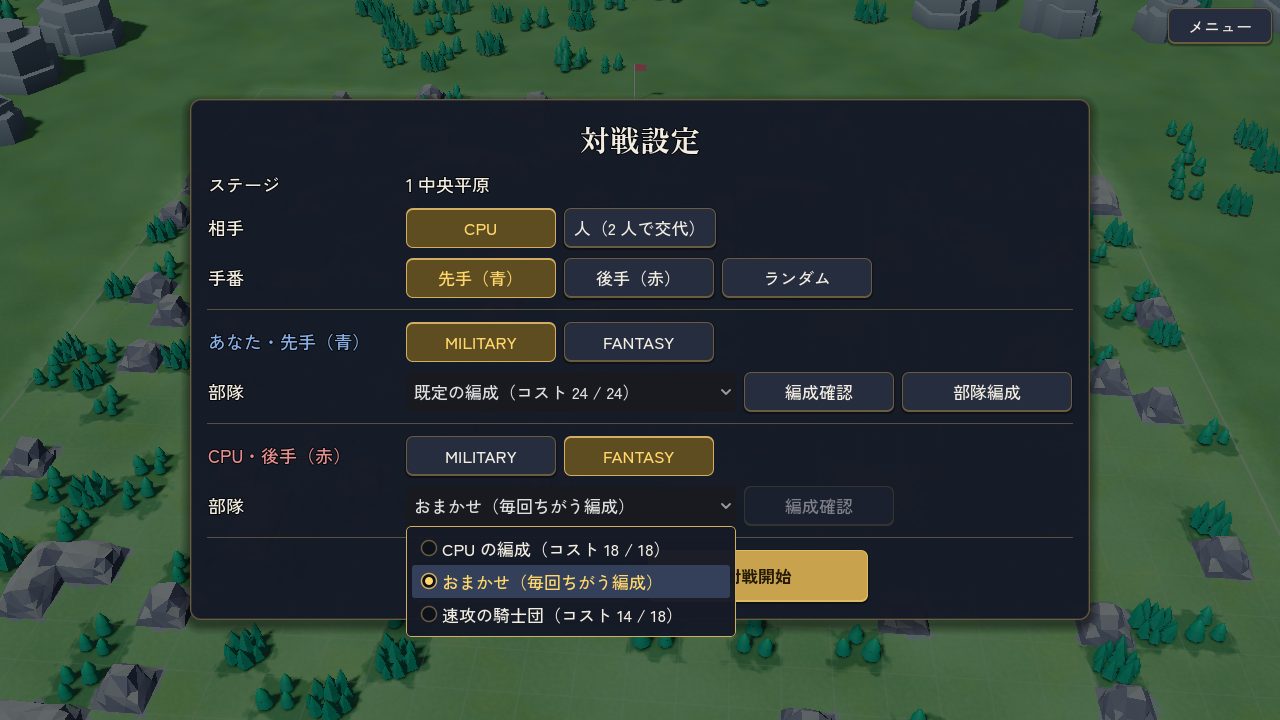 メニュー
対戦設定
ステージ 1 中央平原
相手 CPU 人（2 人で交代）
手番 先手（青） 後手（赤） ランダム
あなた・先手（青） MILITARY FANTASY
部隊 既定の編成（コスト 24 / 24） 編成確認 部隊編成
CPU・後手（赤） MILITARY FANTASY
部隊 おまかせ（毎回ちがう編成） 編成確認
CPU の編成（コスト 18 / 18）
おまかせ（毎回ちがう編成）
速攻の騎士団（コスト 14 / 18）
戦開始